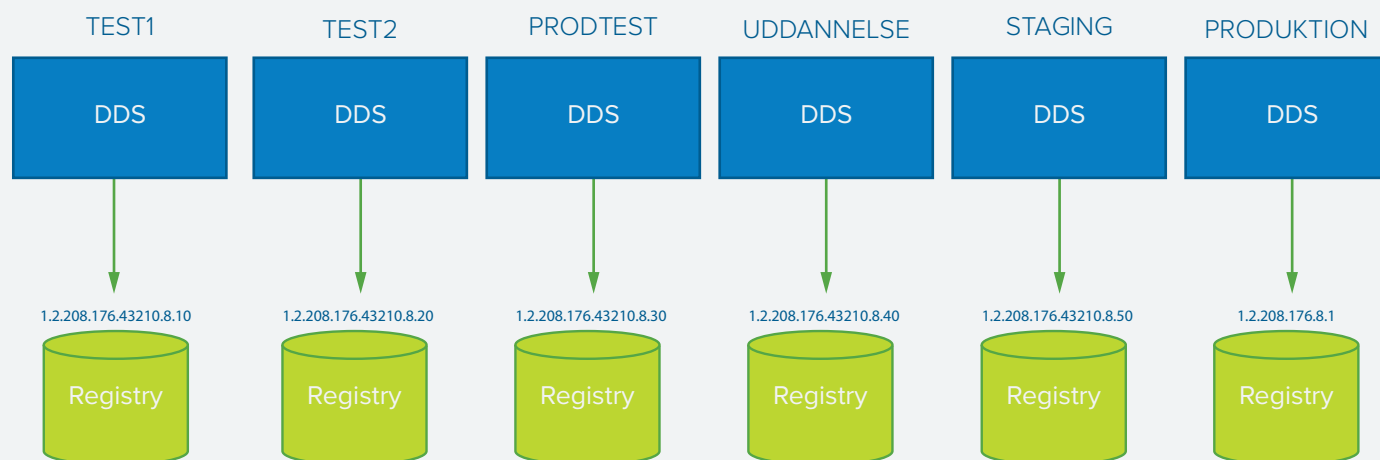 TEST1
TEST2
PRODTEST
UDDANNELSE
STAGING
PRODUKTION
DDS
DDS
DDS
DDS
DDS
DDS
1.2.208.176.43210.8.10
1.2.208.176.43210.8.20
1.2.208.176.43210.8.30
1.2.208.176.43210.8.40
1.2.208.176.43210.8.50
1.2.208.176.8.1
Registry
Registry
Registry
Registry
Registry
Registry